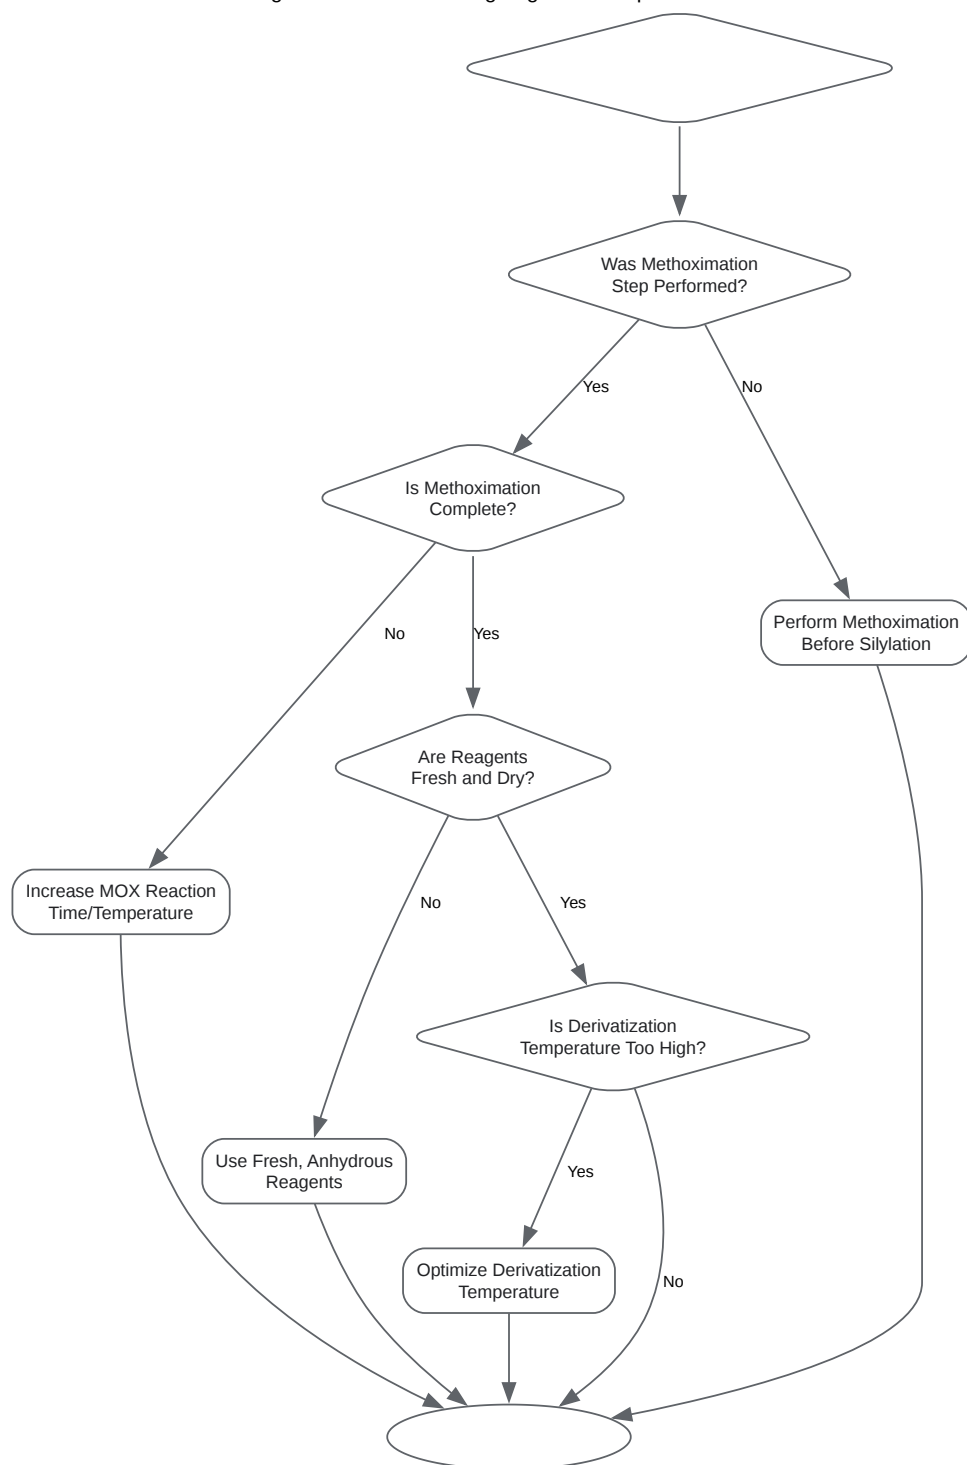 Was Methoximation
Step Performed?
Yes
No
Is Methoximation
Complete?
No
Yes
Perform Methoximation
Before Silylation
Are Reagents
Fresh and Dry?
Increase MOX Reaction
Time/Temperature
No
Yes
Is Derivatization
Temperature Too High?
Use Fresh, Anhydrous
Reagents
Yes
Optimize Derivatization
Temperature
No